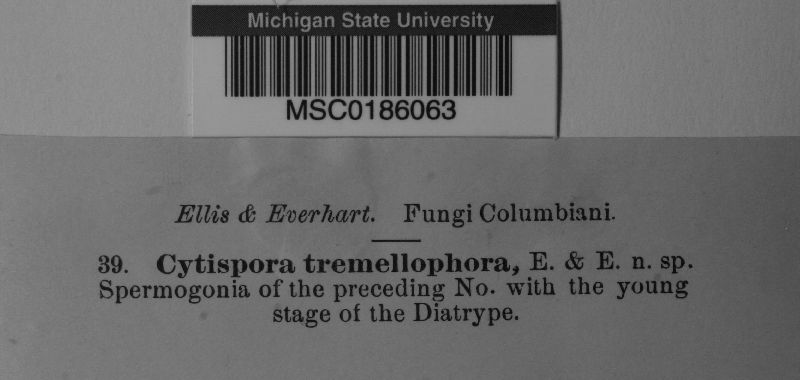 Michigan State University
MSC0186063
Ellis & Everhart. Fungi Columbiani.
39. Cytispora tremellophora, E. & E. n. sp.
Spermogonia of the preceding No. with the young
stage of the Diatrype.